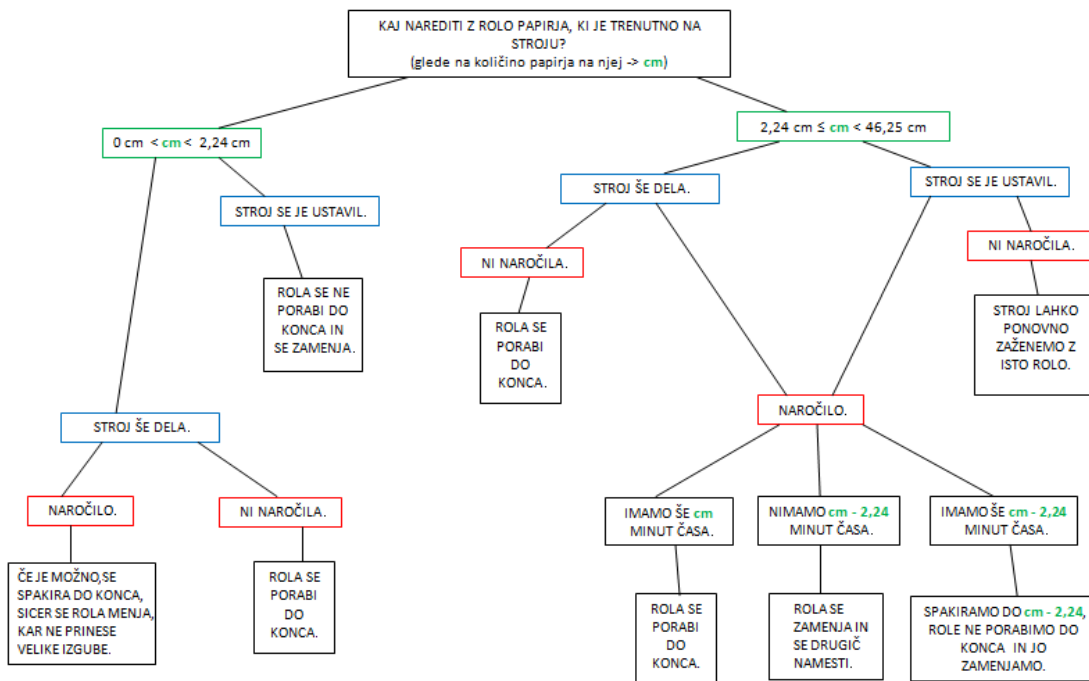 KAJ NAREDITI Z ROLO PAPIRJA, KI JE TRENUTNO NA
STROJU?
(glede na količino papirja na njej -> cm)
0 cm < cm < 2,24 cm
2,24 cm ≤ cm < 46,25 cm
STROJ SE JE USTAVIL.
STROJ ŠE DELA.
STROJ SE JE USTAVIL.
NI NAROČILA.
NI NAROČILA.
ROLA SE NE
PORABI DO
KONCA IN
SE ZAMENJA.
ROLA SE
PORABI
DO
KONCA.
STROJ LAHKO
PONOVNO
ZAŽENEMO Z
ISTO ROLO.
STROJ ŠE DELA.
NAROČILO.
NAROČILO.
NI NAROČILA.
IMAMO ŠE cm
MINUT ČASA.
NIMAMO cm - 2,24
MINUT ČASA.
IMAMO ŠE cm - 2,24
MINUT ČASA.
ČE JE MOŽNO,SE
SPAKIRA DO KONCA,
SICER SE ROLA MENJA,
KAR NE PRINESE
VELIKE IZGUBE.
ROLA SE
PORABI
DO
KONCA.
ROLA SE
PORABI
DO
KONCA.
ROLA SE
ZAMENJA IN
SE DRUGIČ
NAMESTI.
SPAKIRAMO DO cm - 2,24,
ROLE NE PORABIMO DO
KONCA IN JO
ZAMENJAMO.